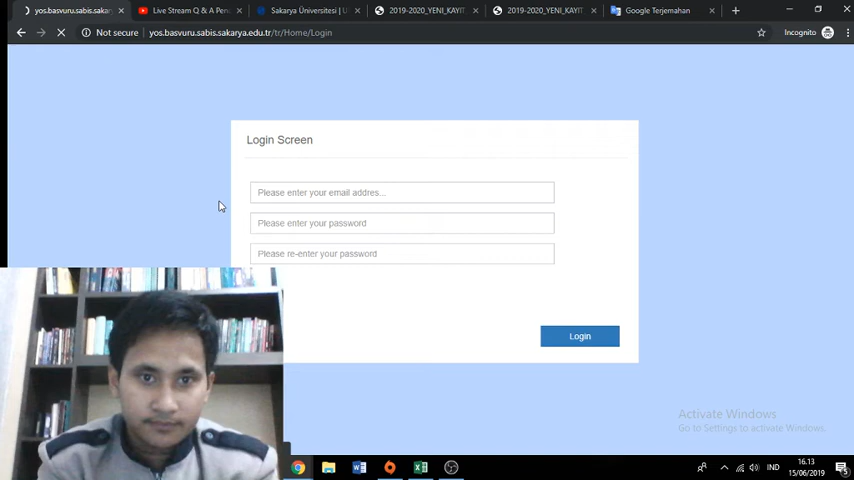 yos.basvuru.sabis.saka
Live Stream Q & A Pen
Sakarya Üniversitesi | U
2019-2020_YENI_KAYIT
2019-2020_YENI_KAYIT
Google Terjemahan
Not secure
yos.basvuru.sabis.sakarya.edu.tr/tr/Home/Login
Incognito
Login Screen
Please enter your email addres...
Please enter your password
Please re-enter your password
Login
Activate Windows
Go to Settings to activate Windows.
IND
16.13
15/06/2019